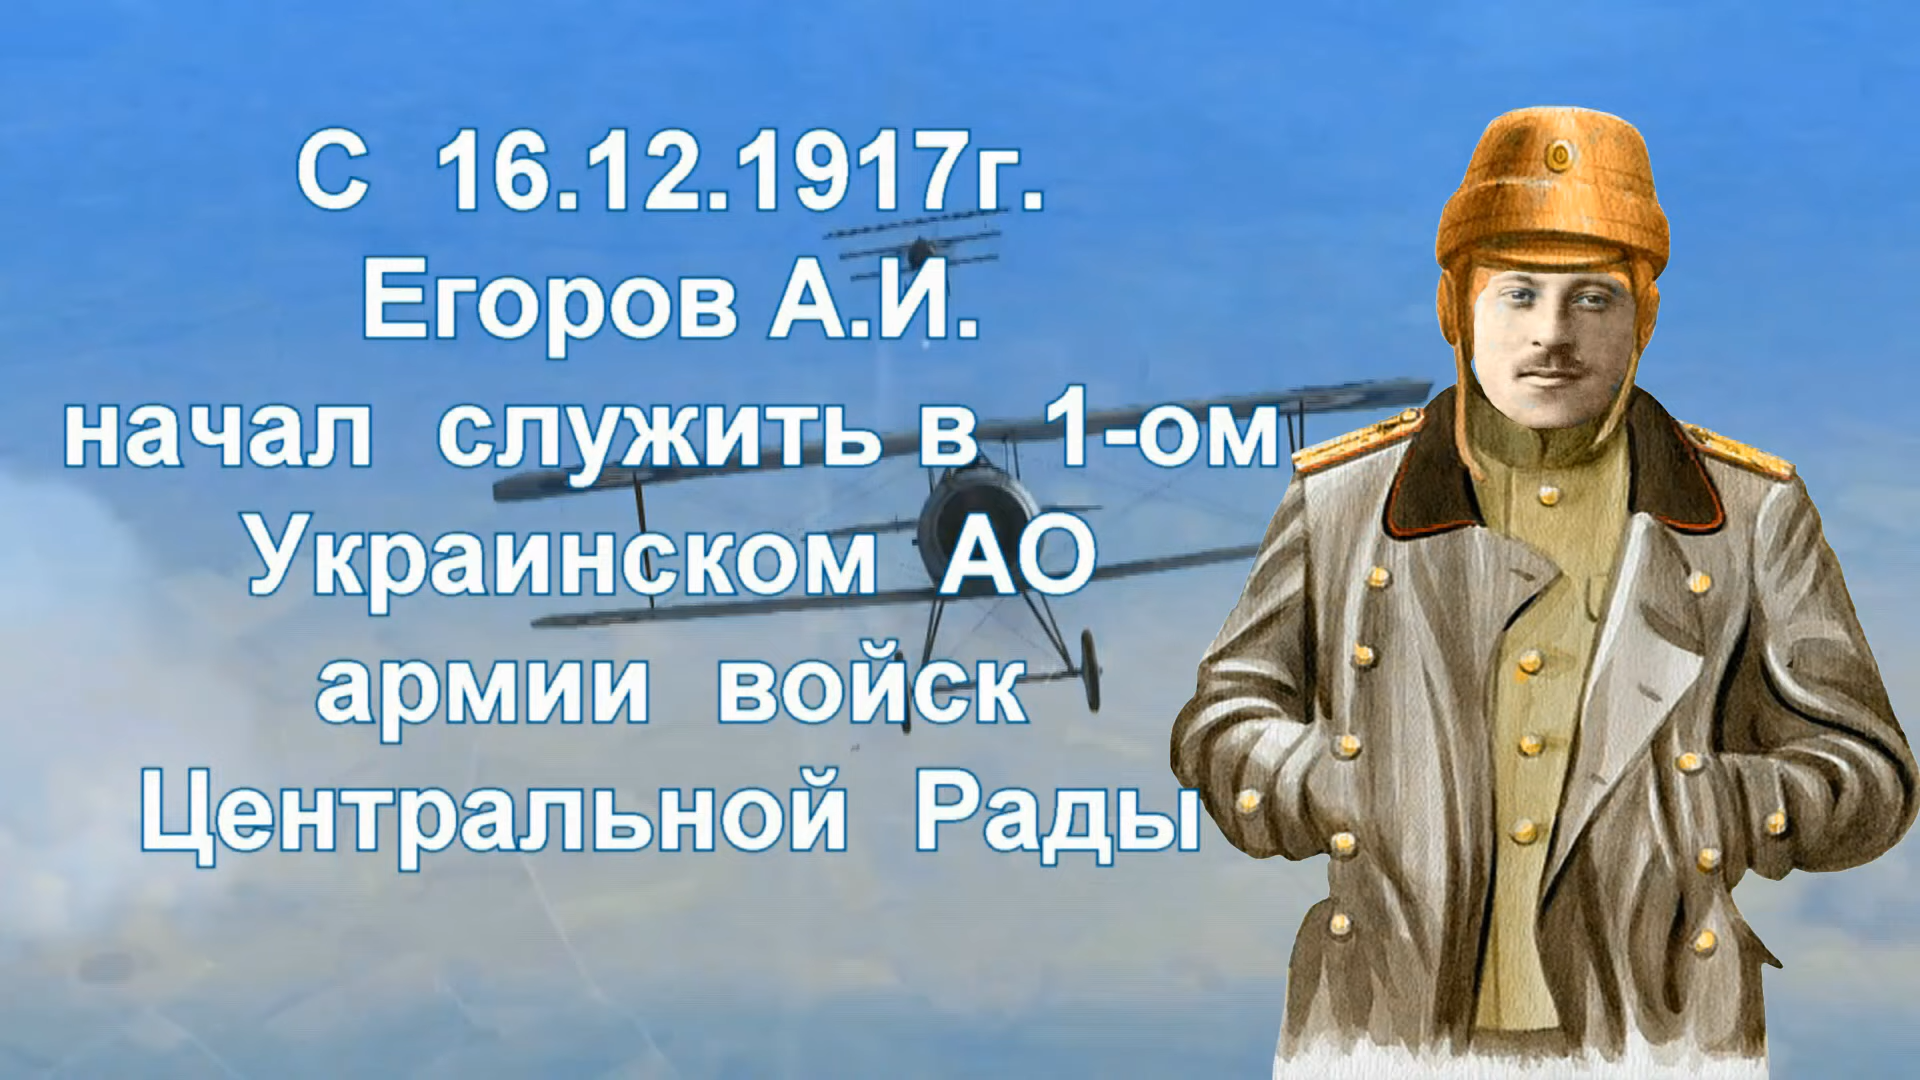 С 16.12.1917г.
Егоров А.И.
начал служить в 1-ом
Украинском АО
армии войск
Центральной Рады